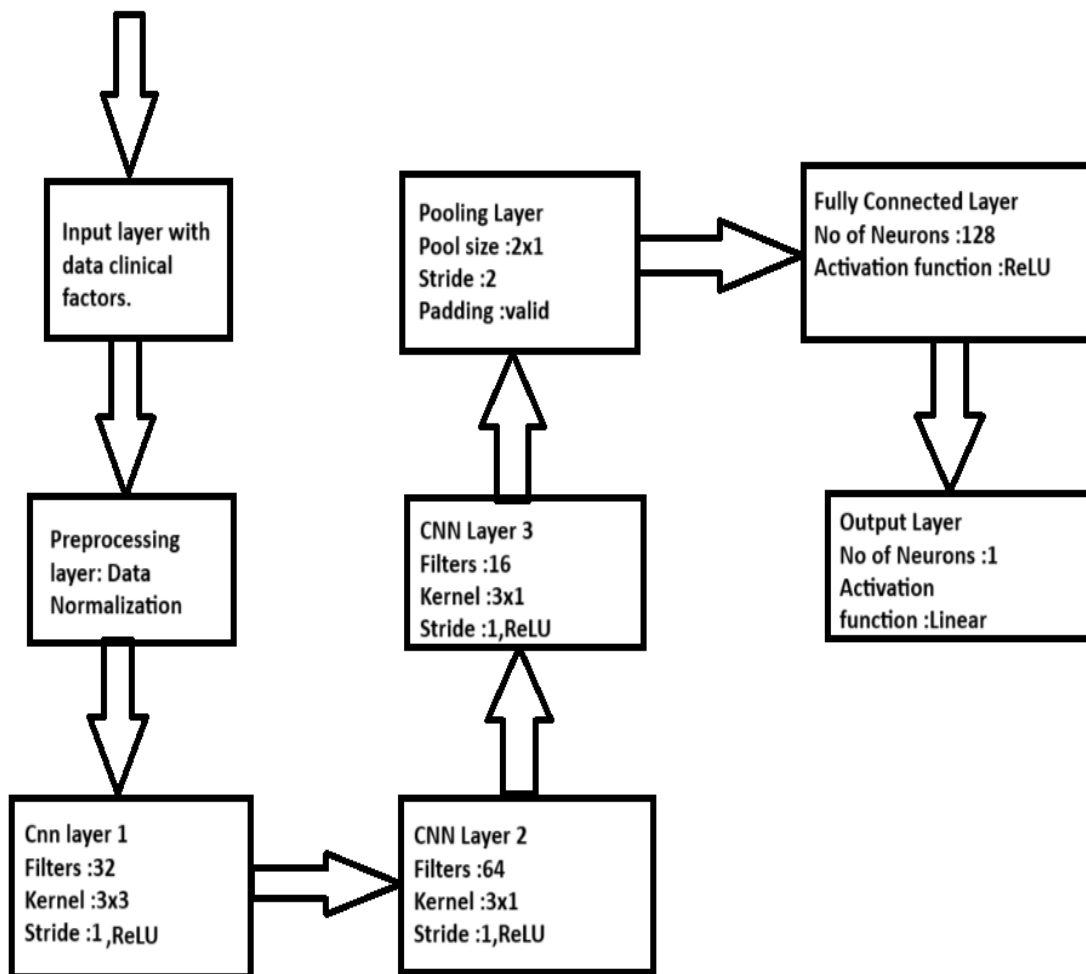 Input layer with
data clinical
factors.
Preprocessing
layer: Data
Normalization
Cnn layer 1
Filters :32
Kernel :3x3
Stride :1 ,ReLU
CNN Layer 2
Filters :64
Kernel :3x1
Stride :1,ReLU
CNN Layer 3
Filters :16
Kernel :3x1
Stride :1,ReLU
Pooling Layer
Pool size :2x1
Stride :2
Padding :valid
Fully Connected Layer
No of Neurons :128
Activation function :ReLU
Output Layer
No of Neurons :1
Activation
function :Linear